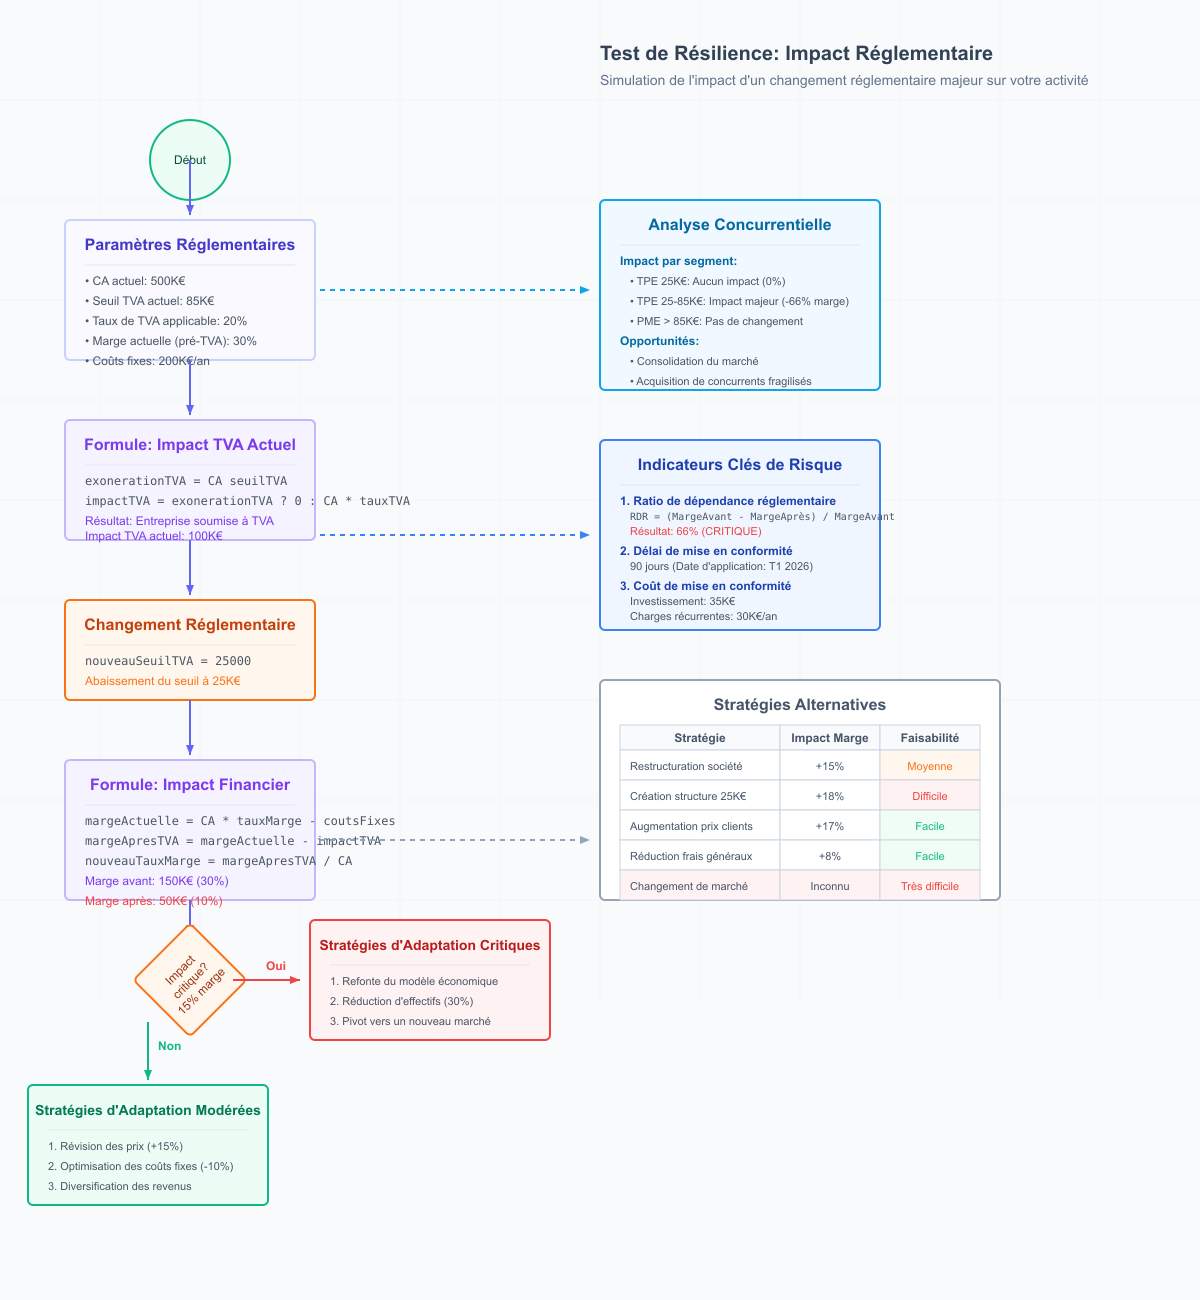 Test de Résilience: Impact Réglementaire
Simulation de l'impact d'un changement réglementaire majeur sur votre activité
Début
Paramètres Réglementaires
• CA actuel: 500K€
• Seuil TVA actuel: 85K€
• Taux de TVA applicable: 20%
• Marge actuelle (pré-TVA): 30%
• Coûts fixes: 200K€/an
Formule: Impact TVA Actuel
exonerationTVA = CA seuilTVA
impactTVA = exonerationTVA ? 0 : CA * tauxTVA
Résultat: Entreprise soumise à TVA
Impact TVA actuel: 100K€
Changement Réglementaire
nouveauSeuilTVA = 25000
Abaissement du seuil à 25K€
Formule: Impact Financier
margeActuelle = CA * tauxMarge - coutsFixes
margeApresTVA = margeActuelle - impactTVA
nouveauTauxMarge = margeApresTVA / CA
Marge avant: 150K€ (30%)
Marge après: 50K€ (10%)
Impact
critique?
15% marge
Oui
Non
Stratégies d'Adaptation Critiques
1. Refonte du modèle économique
2. Réduction d'effectifs (30%)
3. Pivot vers un nouveau marché
Stratégies d'Adaptation Modérées
1. Révision des prix (+15%)
2. Optimisation des coûts fixes (-10%)
3. Diversification des revenus
Analyse Concurrentielle
Impact par segment:
• TPE 25K€: Aucun impact (0%)
• TPE 25-85K€: Impact majeur (-66% marge)
• PME > 85K€: Pas de changement
Opportunités:
• Consolidation du marché
• Acquisition de concurrents fragilisés
Indicateurs Clés de Risque
1. Ratio de dépendance réglementaire
RDR = (MargeAvant - MargeAprès) / MargeAvant
Résultat: 66% (CRITIQUE)
2. Délai de mise en conformité
90 jours (Date d'application: T1 2026)
3. Coût de mise en conformité
Investissement: 35K€
Charges récurrentes: 30K€/an
Stratégies Alternatives
Stratégie Impact Marge Faisabilité
Restructuration société +15% Moyenne
Création structure 25K€ +18% Difficile
Augmentation prix clients +17% Facile
Réduction frais généraux +8% Facile
Changement de marché Inconnu Très difficile